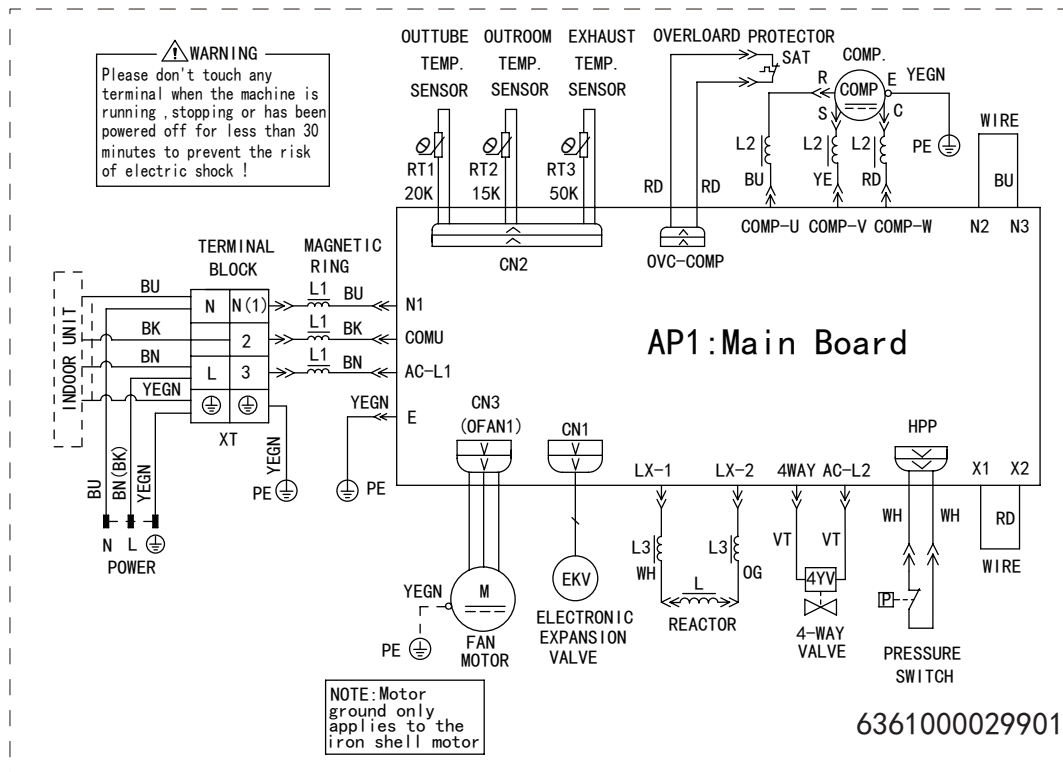 WARNING
Please don't touch any
terminal when the machine is
running ,stopping or has been
powered off for less than 30
minutes to prevent the risk
of electric shock !
OUTTUBE
TEMP.
SENSOR
OUTROOM
TEMP.
SENSOR
EXHAUST
TEMP.
SENSOR
OVERLOARD PROTECTOR
SAT
COMP.
COMP
R
S
C
E
YEGN
PE
WIRE
RT1
20K
RT2
15K
RT3
50K
RD
RD
L2
BU
L2
YE
L2
RD
BU
CN2
OVC-COMP
COMP-U
COMP-V
COMP-W
N2
N3
TERMINAL
BLOCK
MAGNETIC
RING
INDOOR UNIT
BU
BK
BN
YEGN
N
N(1)
2
L
3
XT
L1
BU
L1
BK
L1
BN
N1
COMU
AC-L1
E
YEGN
PE
YEGN
PE
AP1:Main Board
BU
BN(BK)
YEGN
N
L
POWER
CN3
(OFAN1)
CN1
LX-1
LX-2
4WAY
AC-L2
HPP
X1
X2
YEGN
PE
M
FAN
MOTOR
EKV
ELECTRONIC
EXPANSION
VALVE
L3
WH
L
L3
OG
REACTOR
VT
VT
4YV
4-WAY
VALVE
WH
WH
P
PRESSURE
SWITCH
RD
WIRE
NOTE:Motor
ground only
applies to the
iron shell motor
6361000029901